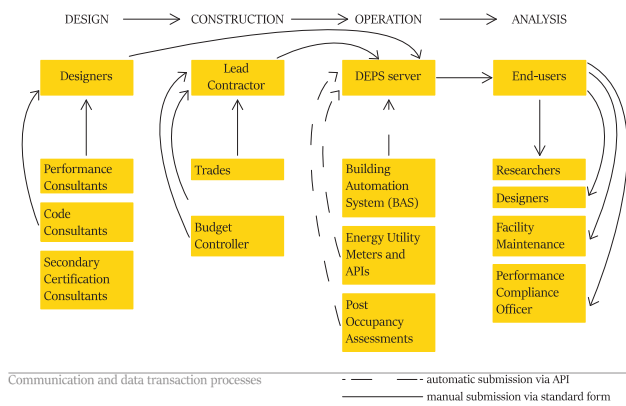 DESIGN
CONSTRUCTION
OPERATION
ANALYSIS
Designers
Lead
Contractor
DEPS server
End-users
Performance
Consultants
Code
Consultants
Secondary
Certification
Consultants
Trades
Budget
Controller
Building
Automation
System (BAS)
Energy Utility
Meters and
APIs
Post
Occupancy
Assessments
Researchers
Designers
Facility
Maintenance
Performance
Compliance
Officer
Communication and data transaction processes
automatic submission via API
manual submission via standard form